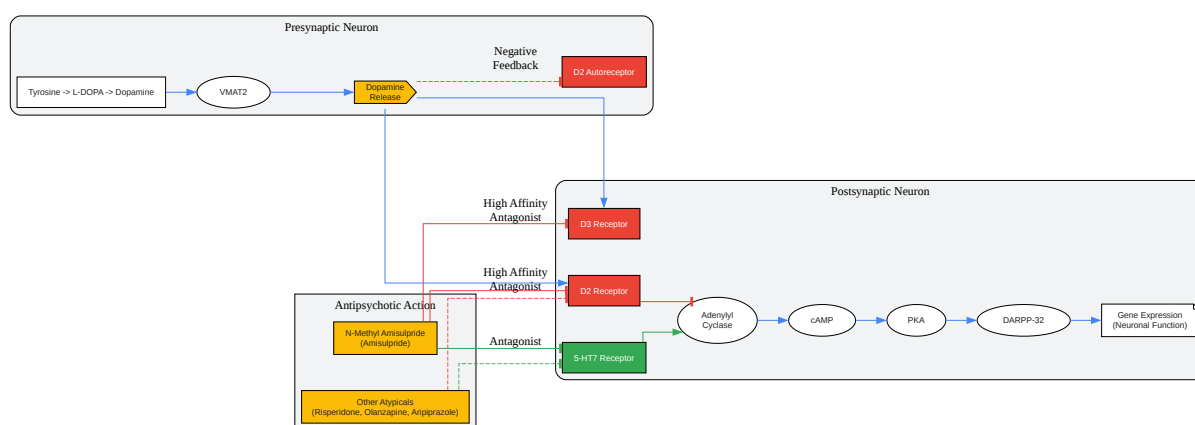 Presynaptic Neuron
Negative
Feedback
D2 Autoreceptor
Tyrosine -> L-DOPA -> Dopamine
VMAT2
Dopamine
Release
Postsynaptic Neuron
High Affinity
Antagonist
D3 Receptor
High Affinity
Antagonist
D2 Receptor
Antipsychotic Action
N-Methyl Amisulpride
(Amisulpride)
Antagonist
5-HT7 Receptor
Adenylyl
Cyclase
cAMP
PKA
DARPP-32
Gene Expression
(Neuronal Function)
Other Atypicals
(Risperidone, Olanzapine, Aripiprazole)